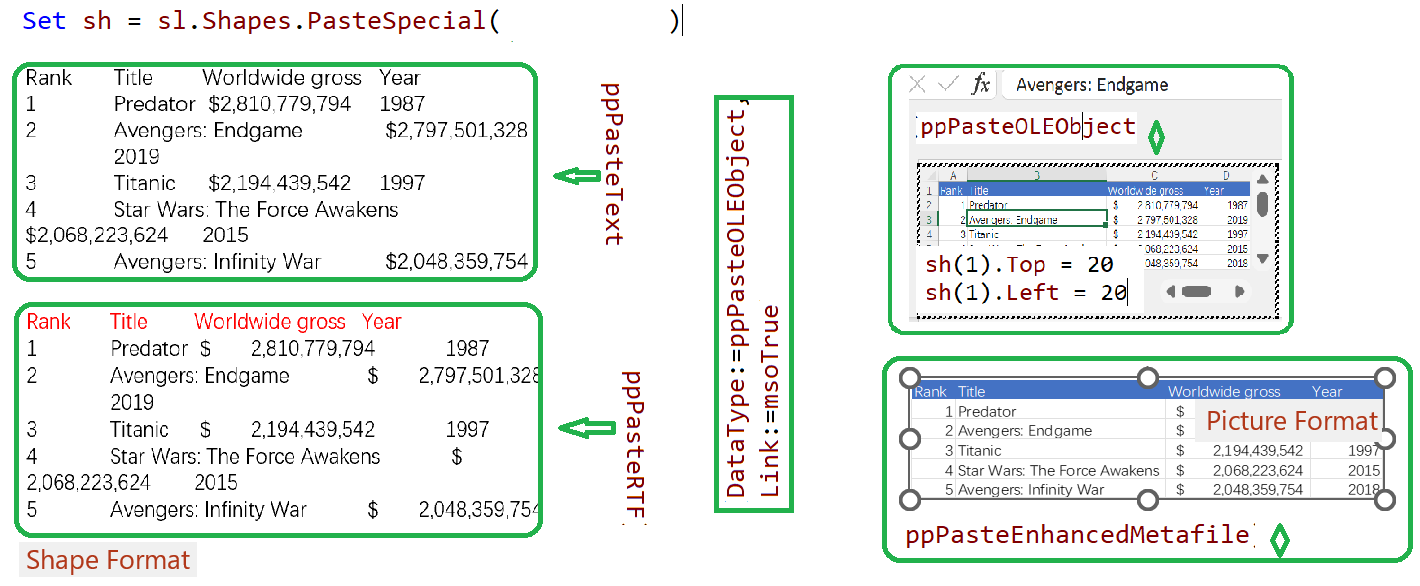 Set sh = sl.Shapes.PasteSpecial( )
Rank Title Worldwide gross Year
1 Predator $2,810,779,794 1987
2 Avengers: Endgame $2,797,501,328
2019
3 Titanic $2,194,439,542 1997
4 Star Wars: The Force Awakens
$2,068,223,624 2015
5 Avengers: Infinity War $2,048,359,754
ppPasteText
Rank Title Worldwide gross Year
1 Predator $ 2,810,779,794 1987
2 Avengers: Endgame $ 2,797,501,328
2019
3 Titanic $ 2,194,439,542 1997
4 Star Wars: The Force Awakens $
2,068,223,624 2015
5 Avengers: Infinity War $ 2,048,359,754
ppPasteRTF
Shape Format
DataType:=ppPasteOLEObject,
Link:=msoTrue
fx Avengers: Endgame
ppPasteOLEObject
A B C D
1 Rank Title Worldwide gross Year
2 1 Predator $ 2 810,779,794 1987
3 2 Avengers: Endgame $ 2 797,501,328 2019
4 3 Titanic $ 2 194,439,542 1997
068,223,624 2015
048,359,754 2018
sh(1).Top = 20
sh(1).Left = 20
Rank Title Worldwide gross Year
1 Predator $
2 Avengers: Endgame $
Picture Format
3 Titanic $ 2,194,439,542 1997
4 Star Wars: The Force Awakens $ 2,068,223,624 2015
5 Avengers: Infinity War $ 2,048,359,754 2018
ppPasteEnhancedMetafile